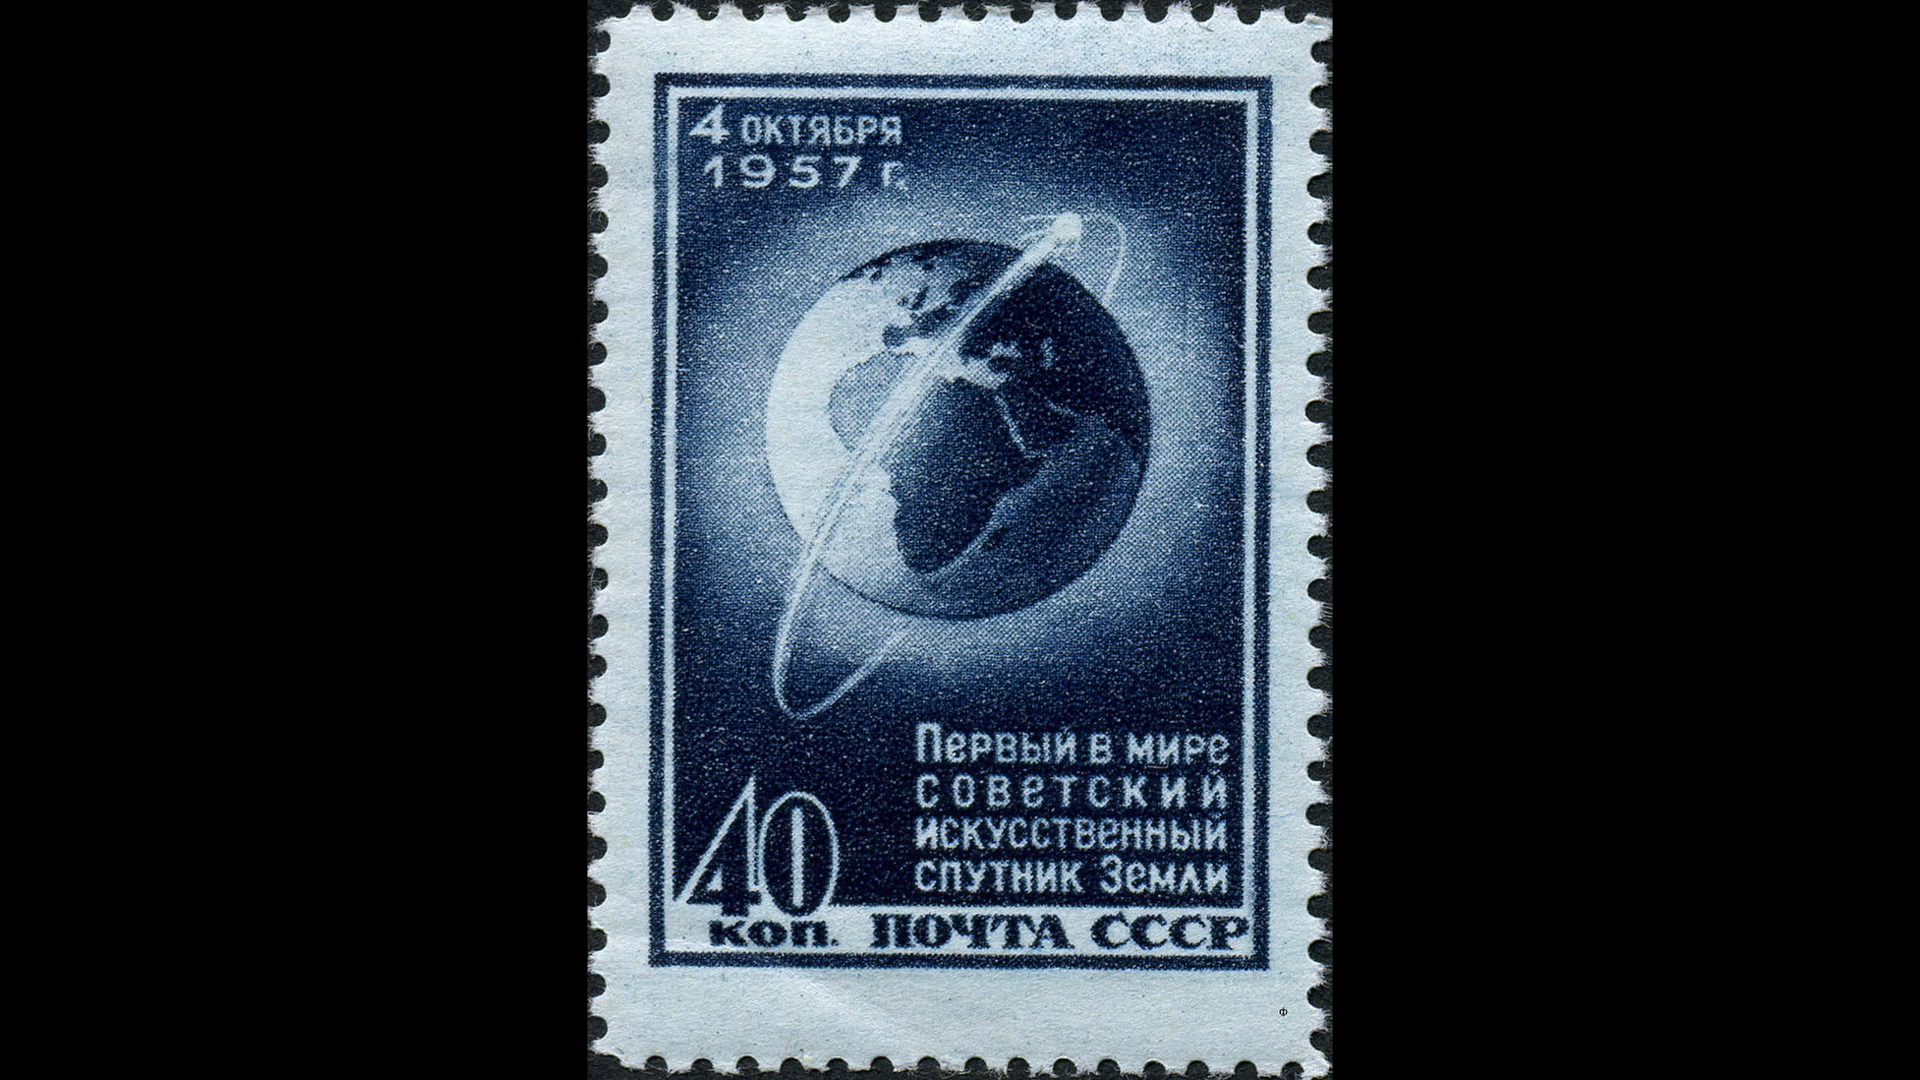 4 ОКТЯБРЯ
1957 г.
Первый в мире
советский
искусственный
спутник Земли
40
коп. ПОЧТА СССР
Ф